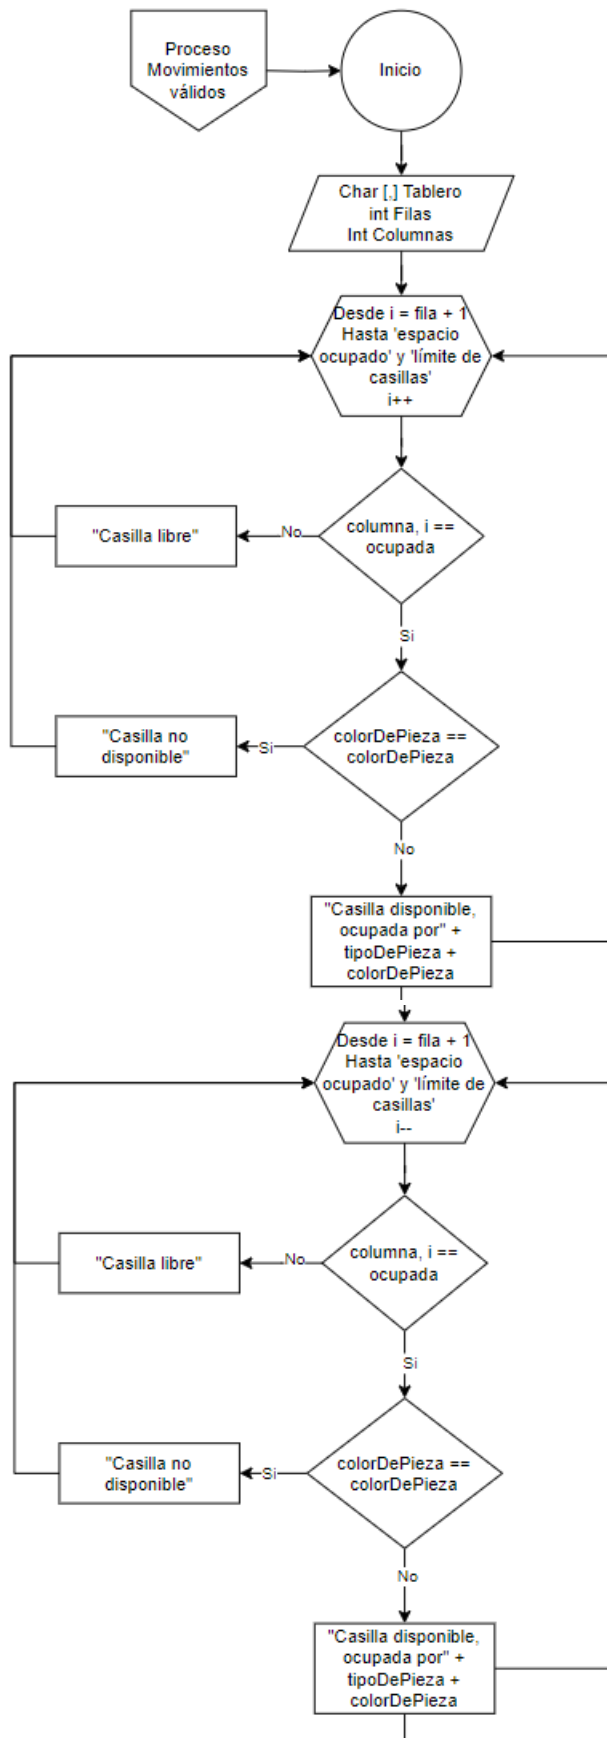 Proceso
Movimientos
válidos
Inicio
Char [,] Tablero
int Filas
Int Columnas
Desde i = fila + 1
Hasta 'espacio
ocupado' y 'límite de
casillas'
i++
columna, i ==
ocupada
No
"Casilla libre"
Si
colorDePieza ==
colorDePieza
Si
"Casilla no
disponible"
No
"Casilla disponible,
ocupada por" +
tipoDePieza +
colorDePieza
Desde i = fila + 1
Hasta 'espacio
ocupado' y 'límite de
casillas'
i--
columna, i ==
ocupada
No
"Casilla libre"
Si
colorDePieza ==
colorDePieza
Si
"Casilla no
disponible"
No
"Casilla disponible,
ocupada por" +
tipoDePieza +
colorDePieza